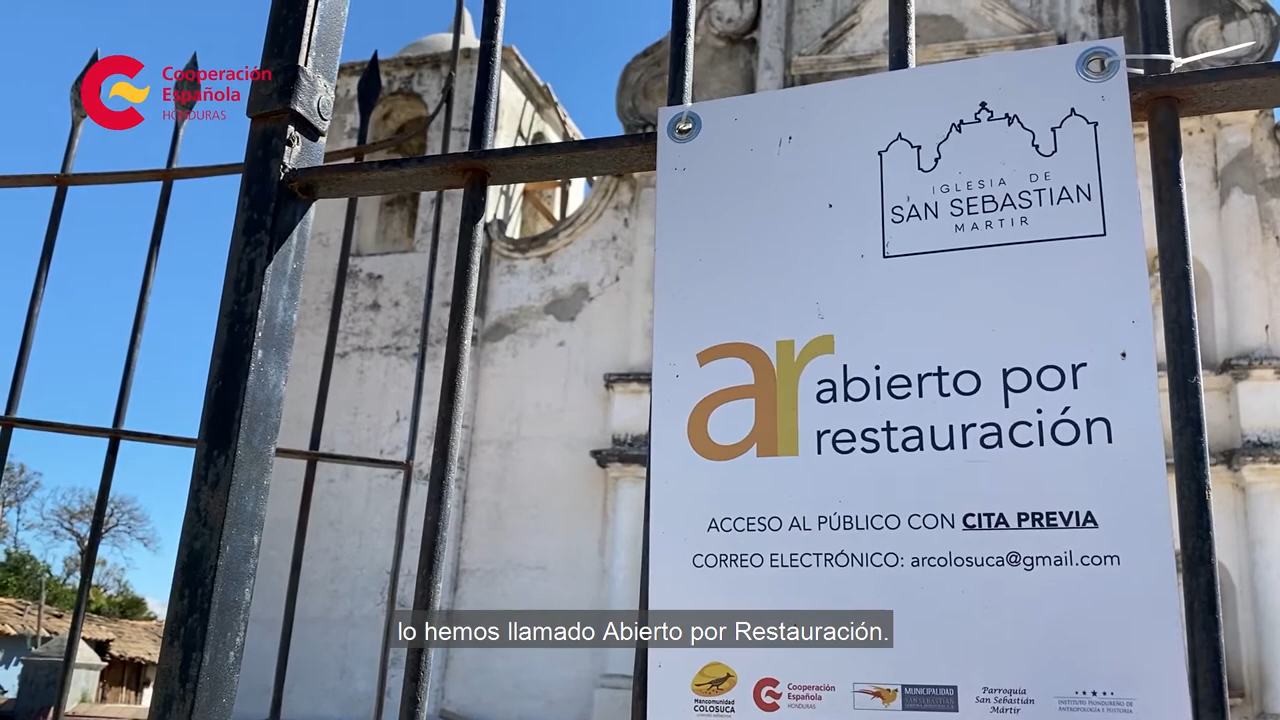 Cooperación
Española
HONDURAS
IGLESIA DE
SAN SEBASTIAN
MARTIR
ar abierto por
restauración
ACCESO AL PÚBLICO CON CITA PREVIA
CORREO ELECTRÓNICO: arcolosuca@gmail.com
lo hemos llamado Abierto por Restauración.
Mancomunidad
COLOSUCA
Cooperación
Española
HONDURAS
MUNICIPALIDAD
SAN SEBASTIAN
Parroquia
San Sebastián
Mártir
INSTITUTO HONDUREÑO DE
ANTROPOLOGÍA E HISTORIA